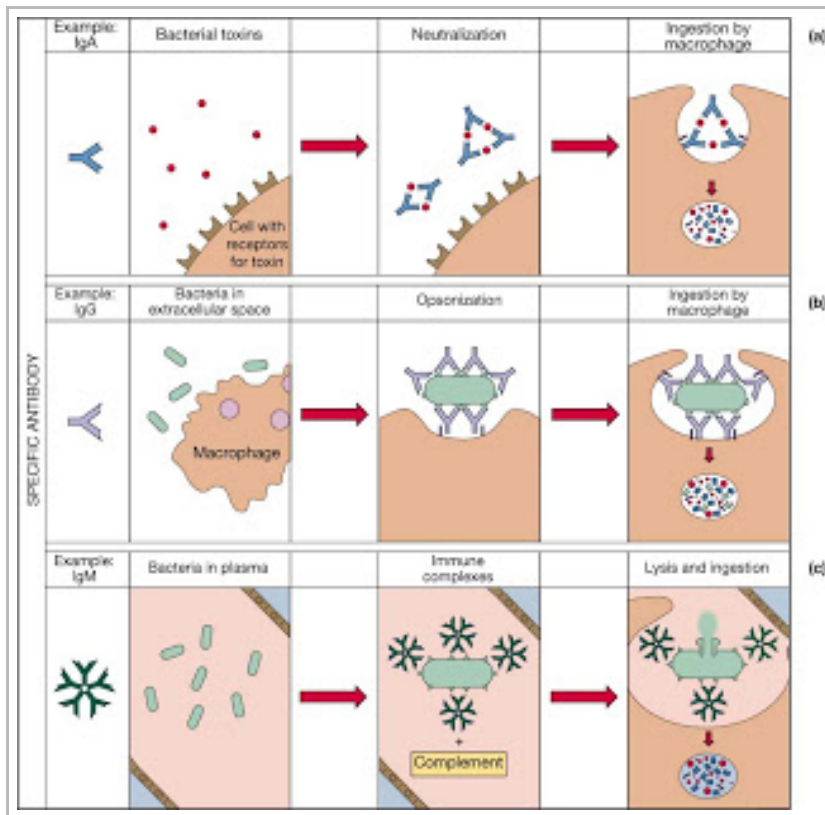 Example:
IgA
Bacterial toxins
Neutralization
Ingestion by
macrophage
(a)
Cell with
receptors
for toxin
Example:
IgG
Bacteria in
extracellular space
Opsonization
Ingestion by
macrophage
(b)
Macrophage
SPECIFIC ANTIBODY
Example:
IgM
Bacteria in plasma
Immune
complexes
Lysis and ingestion
(c)
+
Complement